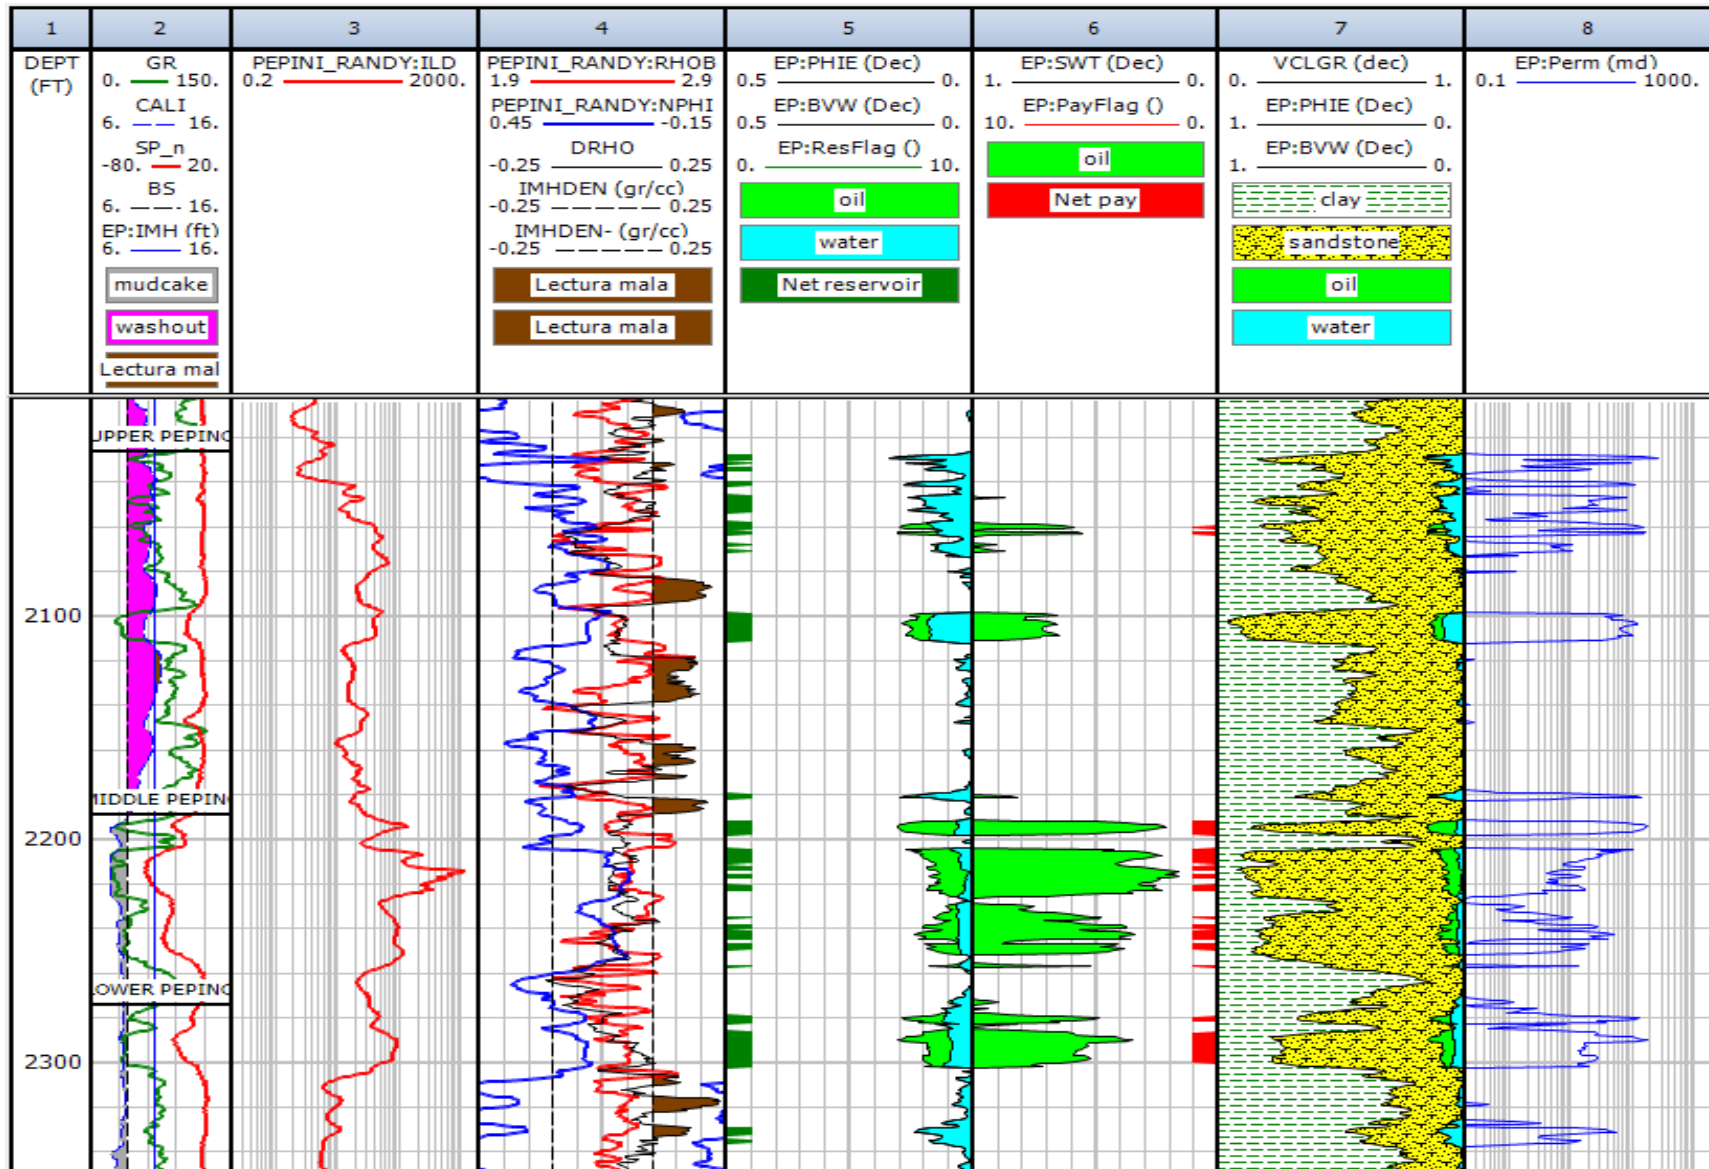 1 2 3 4 5 6 7 8
DEPT
(FT)
GR
0. 150.
CALI
6. 16.
SP_n
-80. 20.
BS
6. 16.
EP:IMH (ft)
6. 16.
mudcake
washout
Lectura mal
PEPINI_RANDY:ILD
0.2 2000.
PEPINI_RANDY:RHOB
1.9 2.9
PEPINI_RANDY:NPHI
0.45 -0.15
DRHO
-0.25 0.25
IMHDEN (gr/cc)
-0.25 0.25
IMHDEN- (gr/cc)
-0.25 0.25
Lectura mala
Lectura mala
EP:PHIE (Dec)
0.5 0.
EP:BVW (Dec)
0.5 0.
EP:ResFlag ()
0. 10.
oil
water
Net reservoir
EP:SWT (Dec)
1. 0.
EP:PayFlag ()
10. 0.
oil
Net pay
VCLGR (dec)
0. 1.
EP:PHIE (Dec)
1. 0.
EP:BVW (Dec)
1. 0.
clay
sandstone
oil
water
EP:Perm (md)
0.1 1000.
UPPER PEPINO
2100
MIDDLE PEPINO
2200
LOWER PEPINO
2300